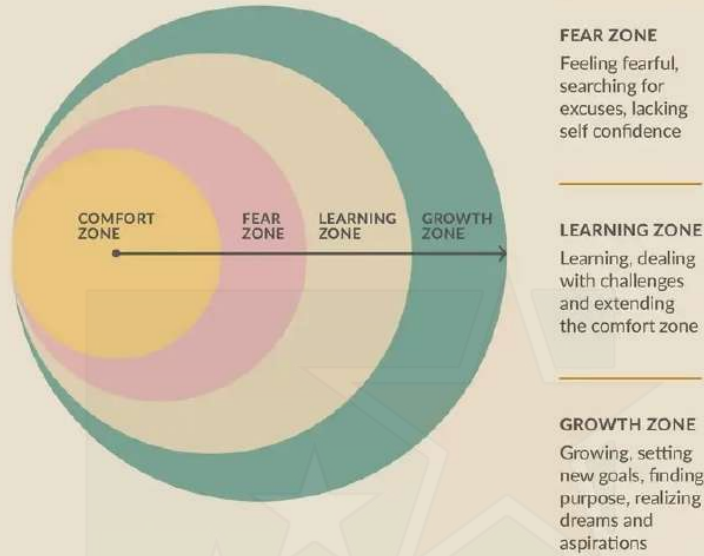 COMFORT
ZONE
FEAR
ZONE
LEARNING
ZONE
GROWTH
ZONE
FEAR ZONE
Feeling fearful,
searching for
excuses, lacking
self confidence
LEARNING ZONE
Learning, dealing
with challenges
and extending
the comfort zone
GROWTH ZONE
Growing, setting
new goals, finding
purpose, realizing
dreams and
aspirations